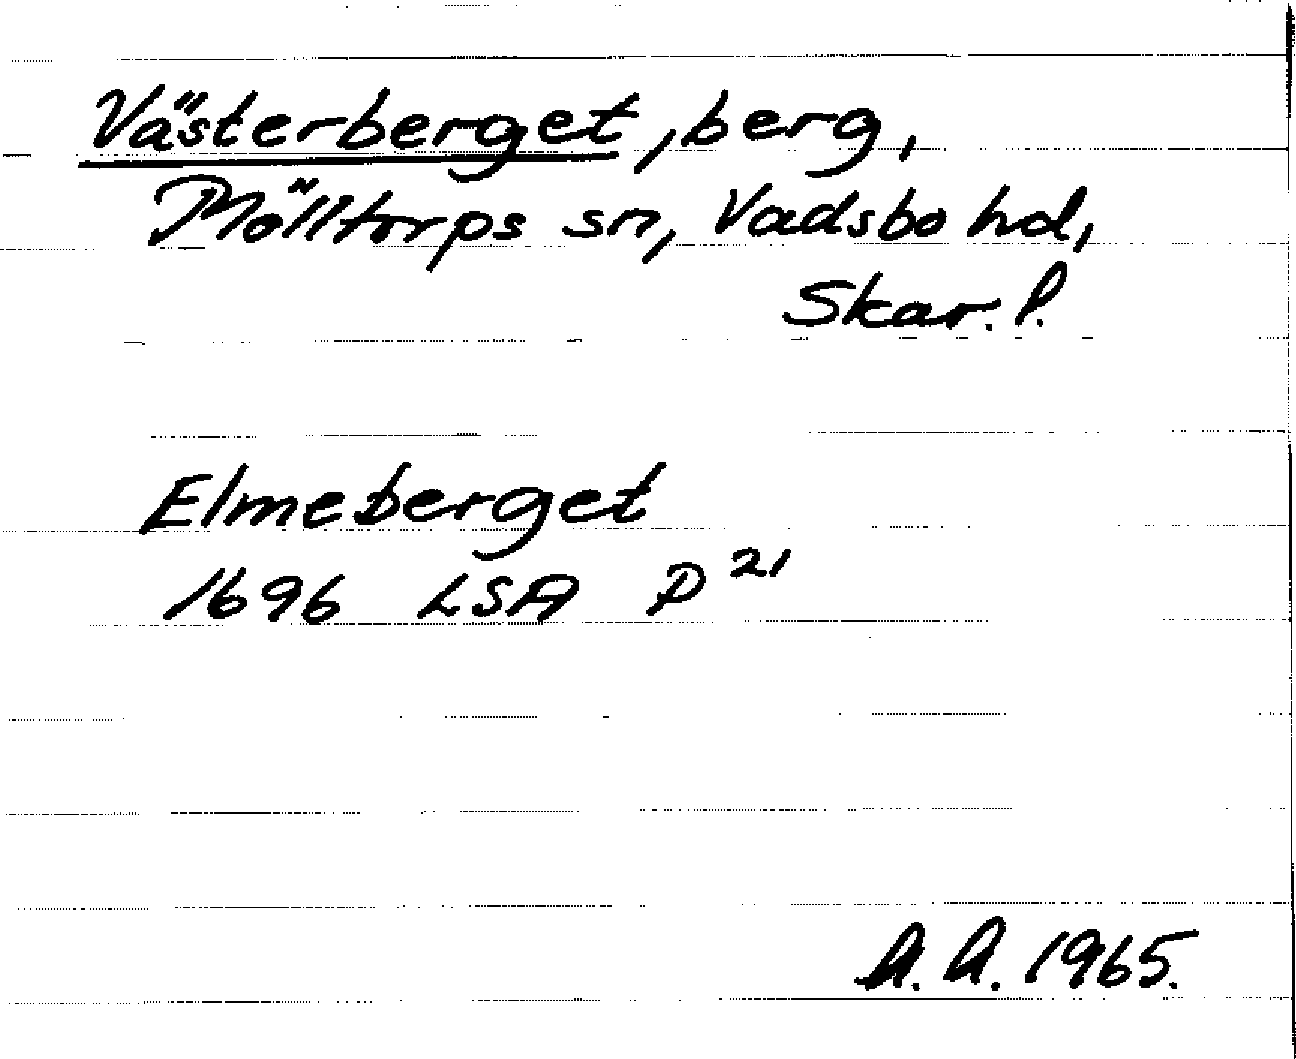 Västerberget, berg,
Mölltorps sn, Vadsbo hd,
Skar. l.
Elmeberget
1696 LSA P 21
A. A. 1965.